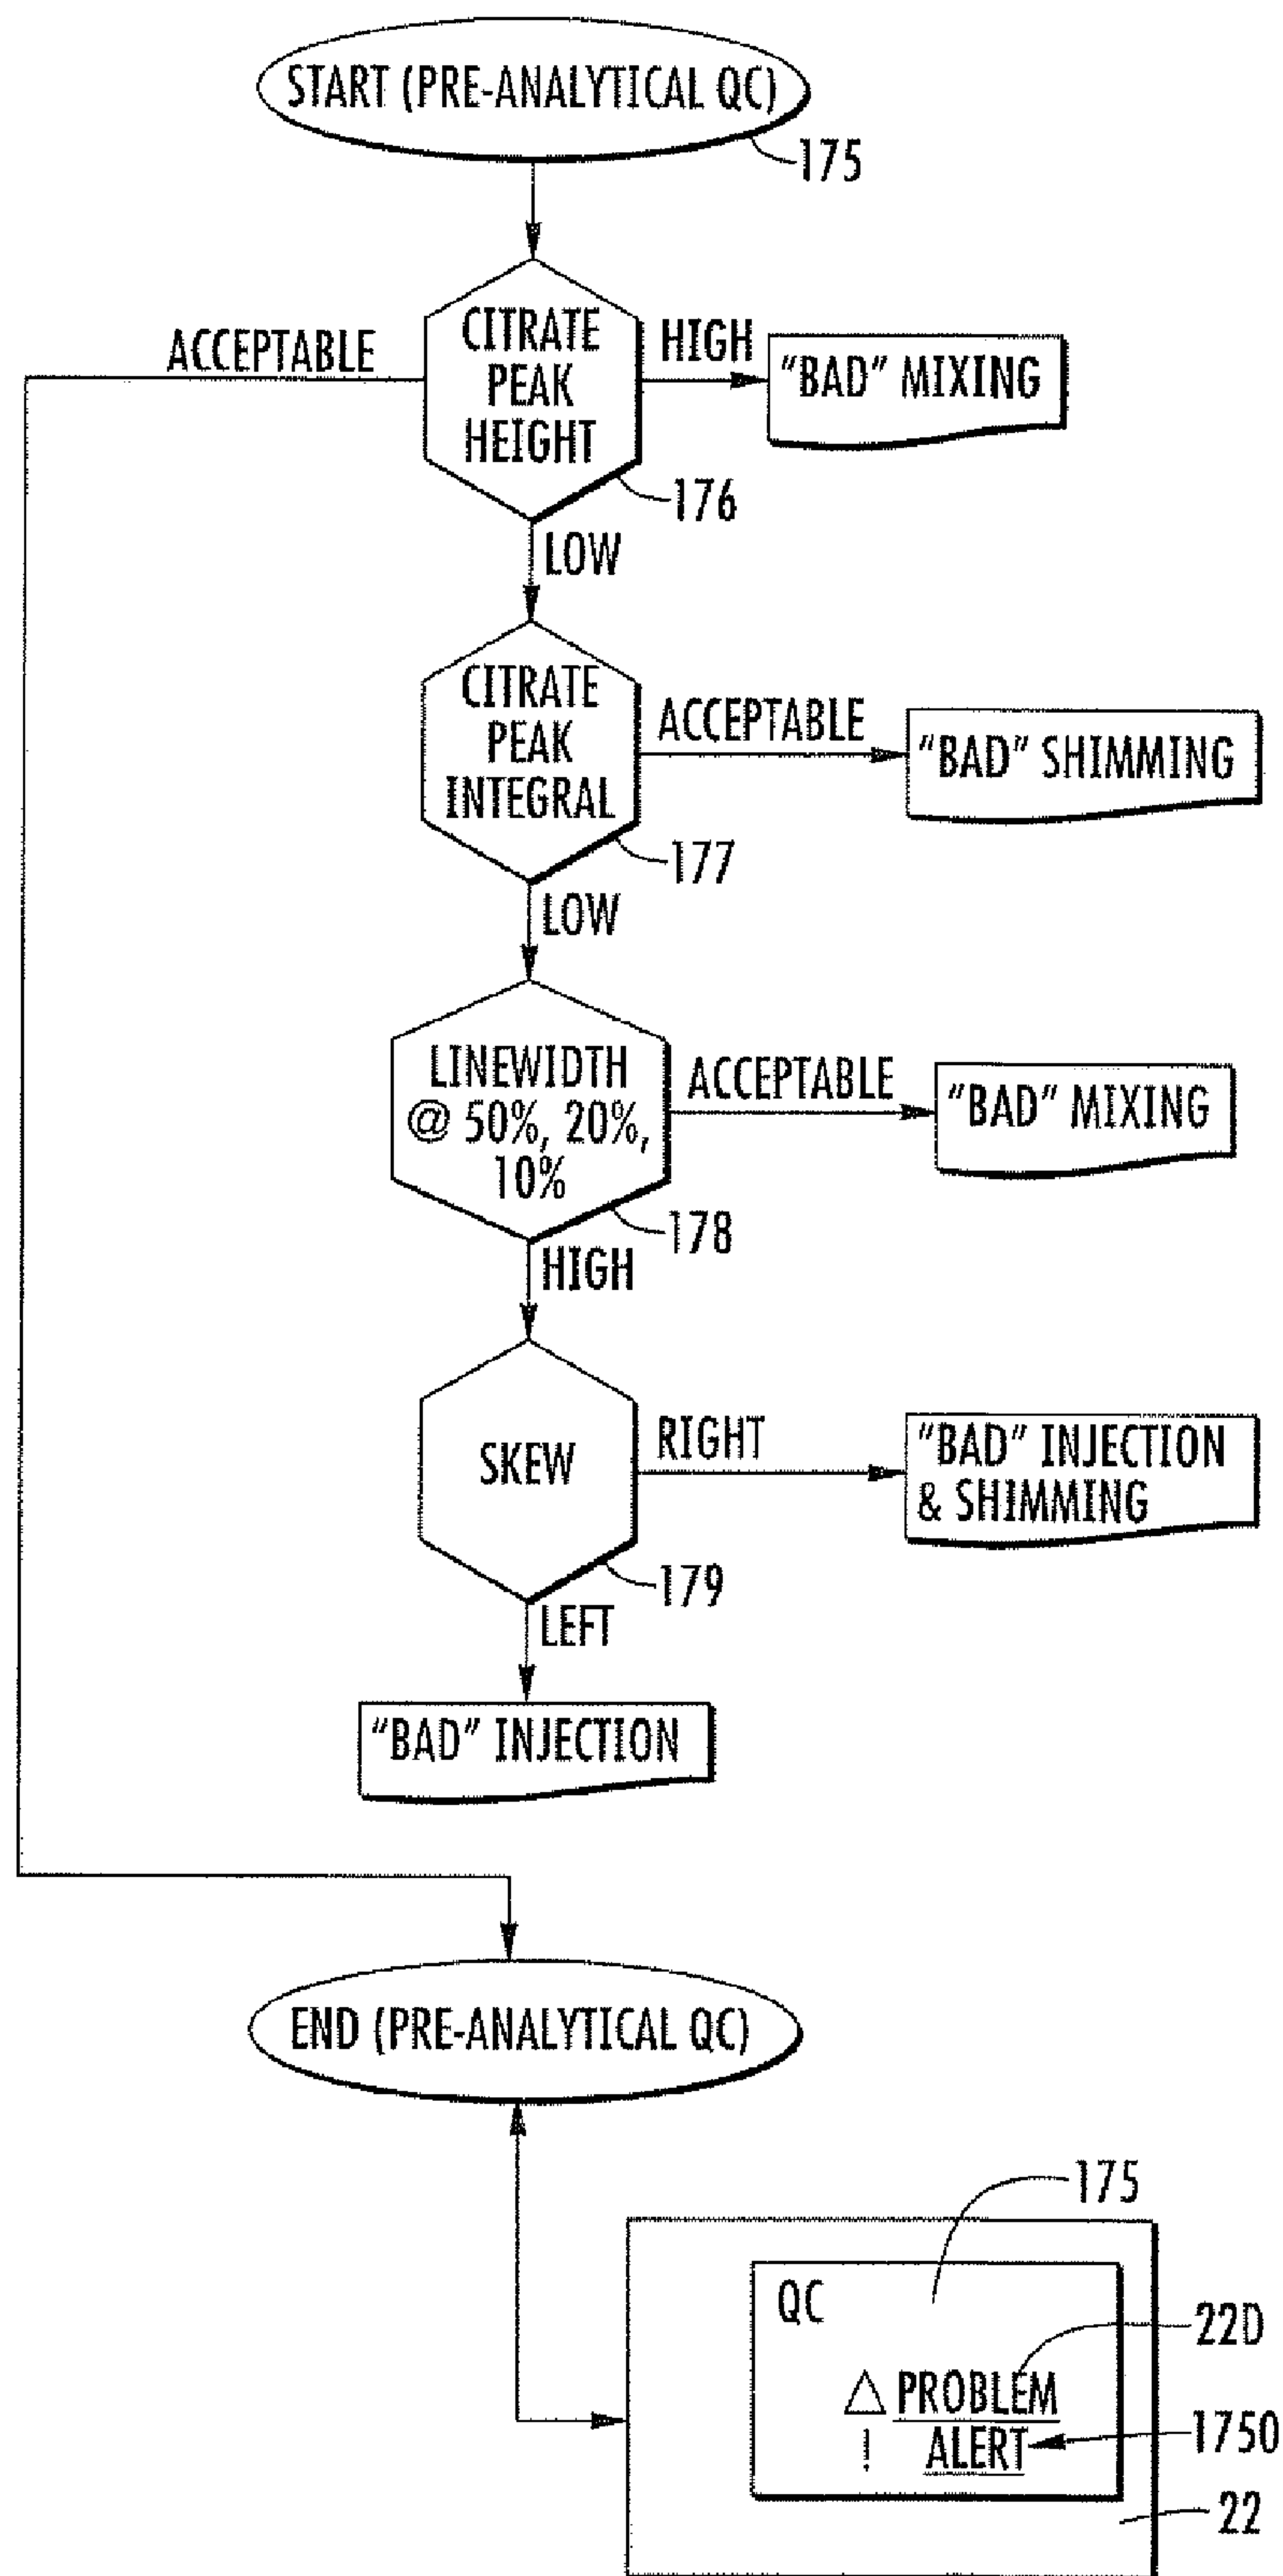 START (PRE-ANALYTICAL QC)
175
ACCEPTABLE
CITRATE
PEAK
HEIGHT
HIGH
"BAD" MIXING
176
LOW
CITRATE
PEAK
INTEGRAL
ACCEPTABLE
"BAD" SHIMMING
177
LOW
LINEWIDTH
@ 50%, 20%,
10%
ACCEPTABLE
"BAD" MIXING
178
HIGH
SKEW
RIGHT
"BAD" INJECTION
& SHIMMING
179
LEFT
"BAD" INJECTION
END (PRE-ANALYTICAL QC)
175
QC
22D
PROBLEM
! ALERT
1750
22